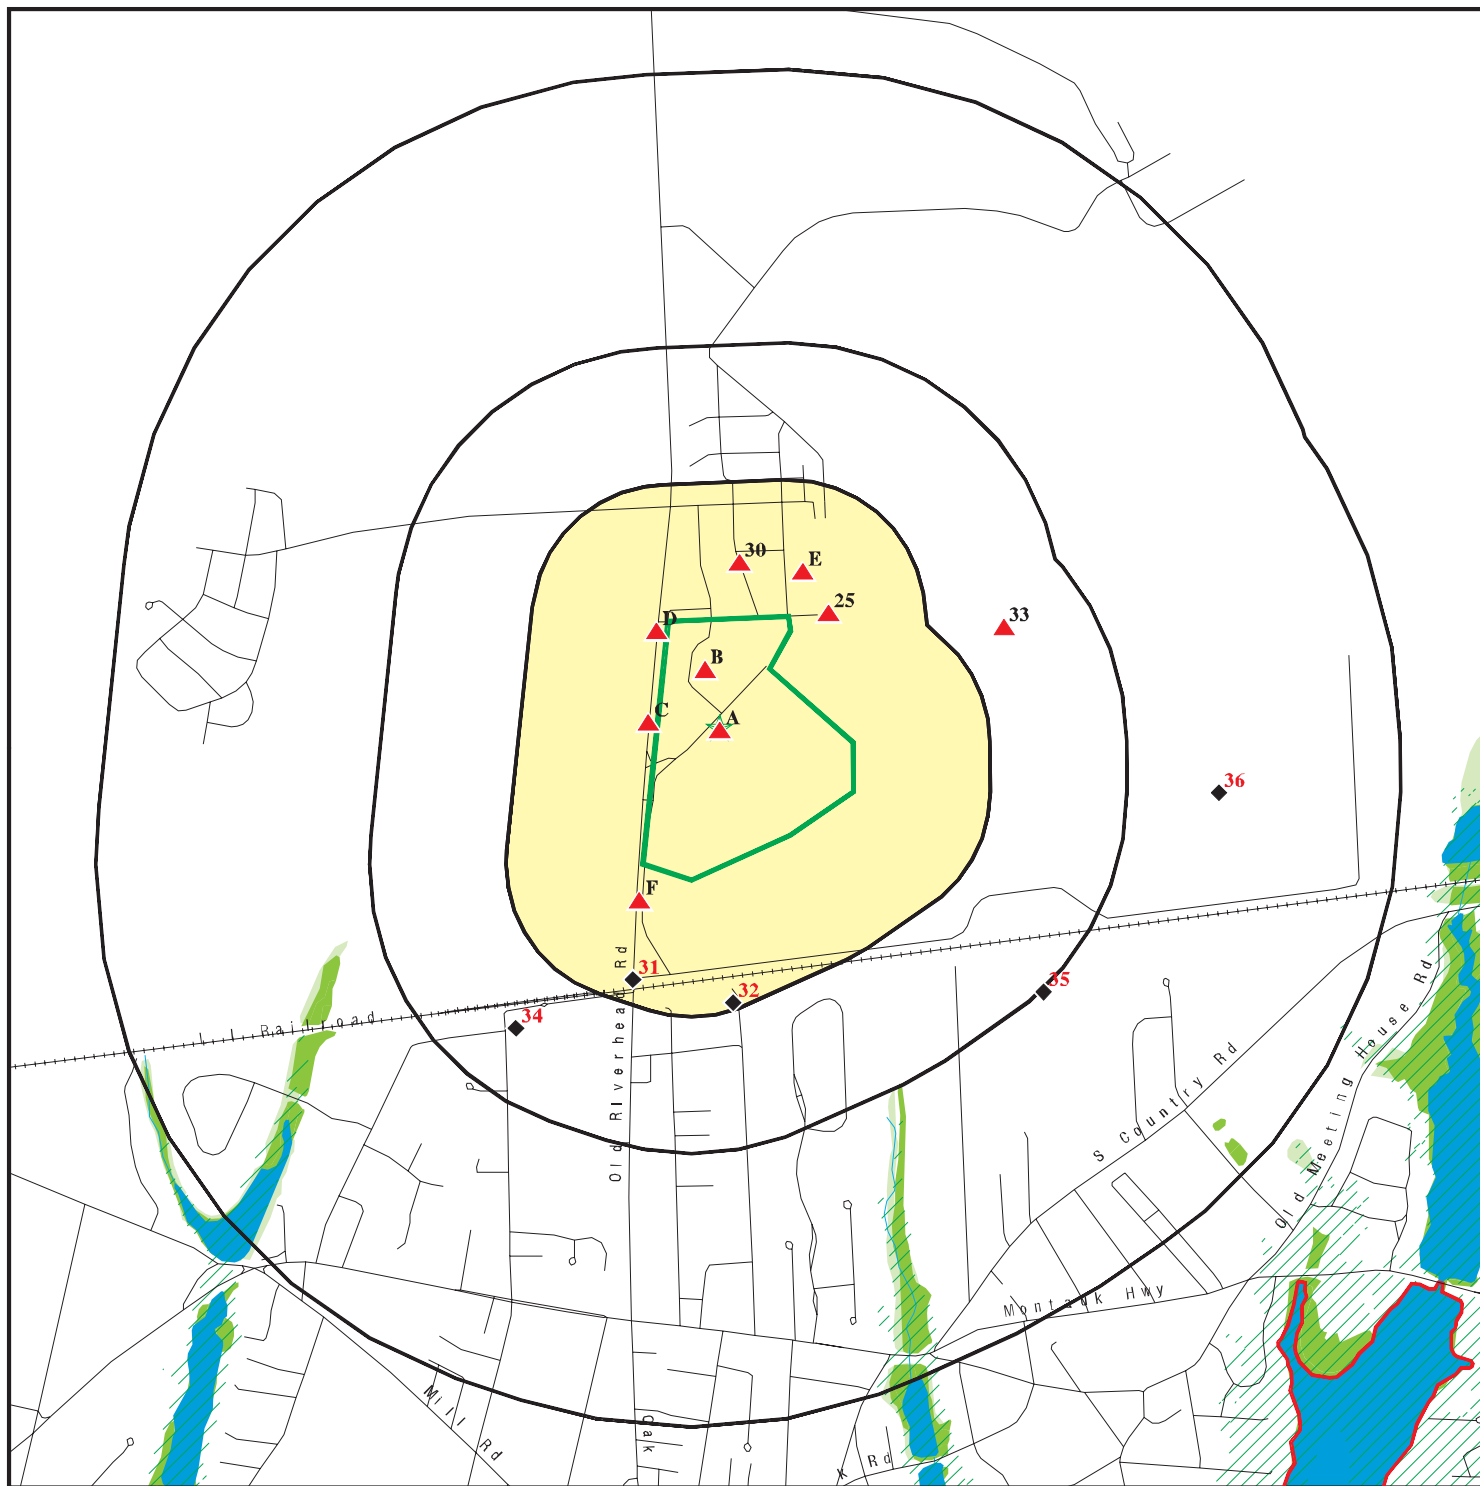 30
E
25
D
33
B
C
A
36
F
31
32
35
34
L I Railroad
Old Riverhead Rd
S Country Rd
Old Meeting House Rd
Montauk Hwy
Mill Rd
Oak
K Rd